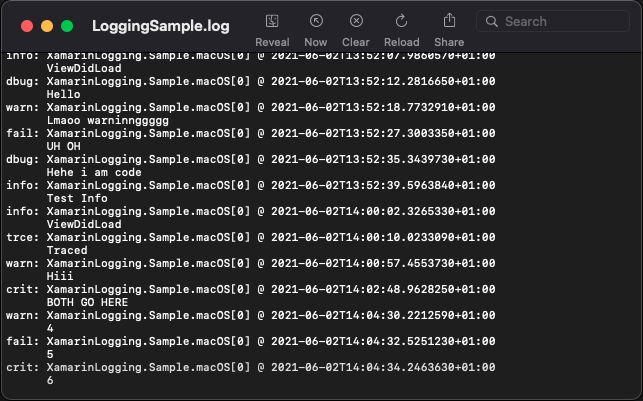 LoggingSample.log
Reveal Now Clear Reload Share
Search
info: XamarinLogging.Sample.macOS[0] @ 2021-06-02T13:52:07.9860570+01:00
ViewDidLoad
dbug: XamarinLogging.Sample.macOS[0] @ 2021-06-02T13:52:12.2816650+01:00
Hello
warn: XamarinLogging.Sample.macOS[0] @ 2021-06-02T13:52:18.7732910+01:00
Lmaoo warninnggggg
fail: XamarinLogging.Sample.macOS[0] @ 2021-06-02T13:52:27.3003350+01:00
UH OH
dbug: XamarinLogging.Sample.macOS[0] @ 2021-06-02T13:52:35.3439730+01:00
Hehe i am code
info: XamarinLogging.Sample.macOS[0] @ 2021-06-02T13:52:39.5963840+01:00
Test Info
info: XamarinLogging.Sample.macOS[0] @ 2021-06-02T14:00:02.3265330+01:00
ViewDidLoad
trce: XamarinLogging.Sample.macOS[0] @ 2021-06-02T14:00:10.0233090+01:00
Traced
warn: XamarinLogging.Sample.macOS[0] @ 2021-06-02T14:00:57.4553730+01:00
Hiii
crit: XamarinLogging.Sample.macOS[0] @ 2021-06-02T14:02:48.9628250+01:00
BOTH GO HERE
warn: XamarinLogging.Sample.macOS[0] @ 2021-06-02T14:04:30.2212590+01:00
4
fail: XamarinLogging.Sample.macOS[0] @ 2021-06-02T14:04:32.5251230+01:00
5
crit: XamarinLogging.Sample.macOS[0] @ 2021-06-02T14:04:34.2463630+01:00
6